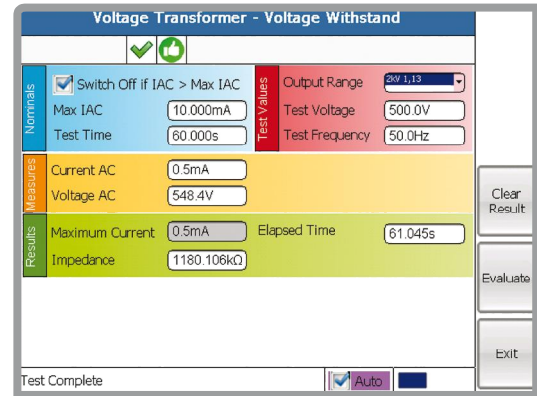 Voltage Transformer - Voltage Withstand
Nominals
Switch Off if IAC > Max IAC
Max IAC 10.000mA
Test Time 60.000s
Test Values
Output Range 2kV 1,13
Test Voltage 500.0V
Test Frequency 50.0Hz
Measures
Current AC 0.5mA
Voltage AC 548.4V
Results
Maximum Current 0.5mA Elapsed Time 61.045s
Impedance 1180.106kΩ
Clear
Result
Evaluate
Exit
Test Complete
Auto